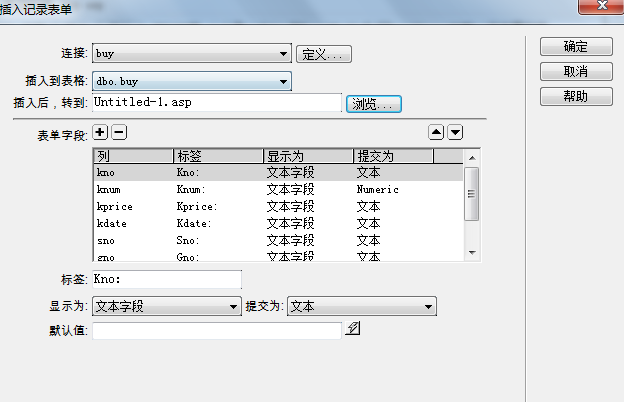 插入记录表单
连接: buy 定义...
插入到表格: dbo.buy
插入后，转到: Untitled-1.asp 浏览...
确定
取消
帮助
表单字段:
列 标签 显示为 提交为
kno Kno: 文本字段 文本
knum Knum: 文本字段 Numeric
kprice Kprice: 文本字段 文本
kdate Kdate: 文本字段 文本
sno Sno: 文本字段 文本
gno Gno: 文本字段 文本
标签: Kno:
显示为: 文本字段 提交为: 文本
默认值: